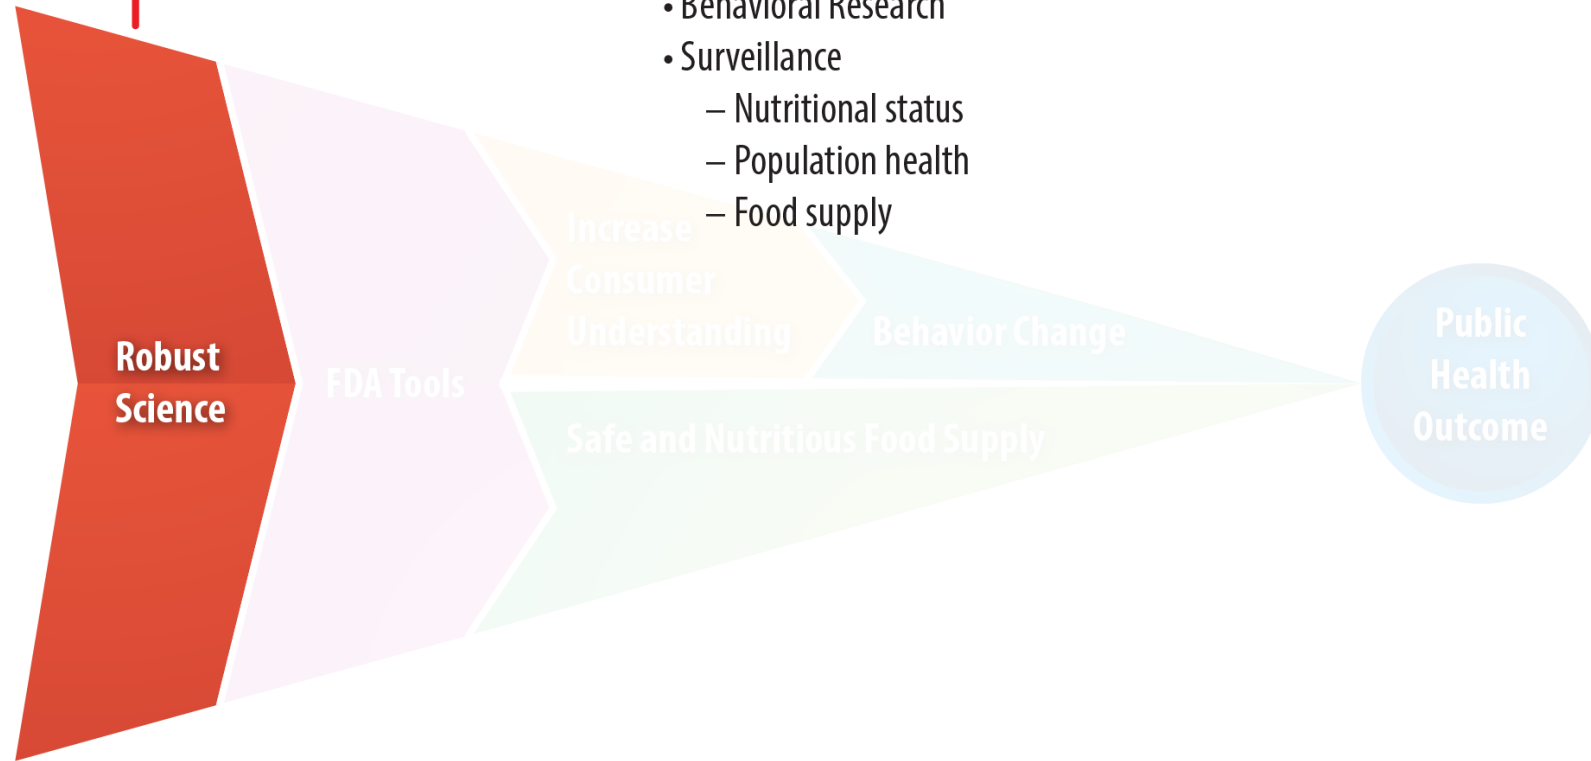 • Behavioral Research
• Surveillance
– Nutritional status
– Population health
– Food supply
Robust
Science
FDA Tools
Increase
Consumer
Understanding
Behavior Change
Safe and Nutritious Food Supply
Public
Health
Outcome